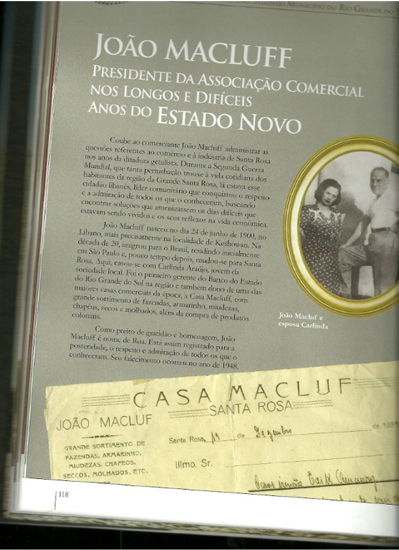 JOÃO MACLUFF
PRESIDENTE DA ASSOCIAÇÃO COMERCIAL
NOS LONGOS E DIFÍCEIS
ANOS DO ESTADO NOVO
Coube ao comerciante João Macluff administrar as
questões referentes ao comércio e à indústria de Santa Rosa
nos anos da ditadura getulista. Durante a Segunda Guerra
Mundial, que tanta perturbação trouxe à vida cotidiana dos
habitantes da região da Grande Santa Rosa, lá estava esse
cidadão libanês, líder comunitário que conquistou o respeito
e a admiração de todos os que o conheceram, buscando
encontrar soluções que amenizassem os dias difíceis que
estavam sendo vividos e os seus reflexos na vida econômica.
João Macluff nasceu no dia 24 de junho de 1900, no
Líbano, mais precisamente na localidade de
década de 20, imigrou para o Brasil, residindo inicialmente
em São Paulo e, pouco tempo depois, mudou-se para Santa
Rosa. Aqui, casou-se com Carlinda Araújo, jovem da
sociedade local. Foi o primeiro gerente do Banco do Estado
do Rio Grande do Sul na região e também dono de uma das
maiores casas comerciais da época, a Casa Macluff, com
grande sortimento de fazendas, armarinho, miudezas,
chapéus, secos e molhados, além da compra de produtos
coloniais.
Como preito de gratidão e homenagem, João
Macluff é nome de Rua. Está assim registrado para a
posteridade, o respeito e admiração de todos os que o
conheceram. Seu falecimento ocorreu no ano de 1948.
João Macluf e
esposa Carlinda
CASA MACLUF
SANTA ROSA
JOÃO MACLUF
GRANDE SORTIMENTO DE
FAZENDAS, ARMARINHO,
MIUDEZAS, CHAPEOS,
SECCOS, MOLHADOS, ETC.
Santa Rosa, 11 de Dezembro de
Illmo. Sr.
118